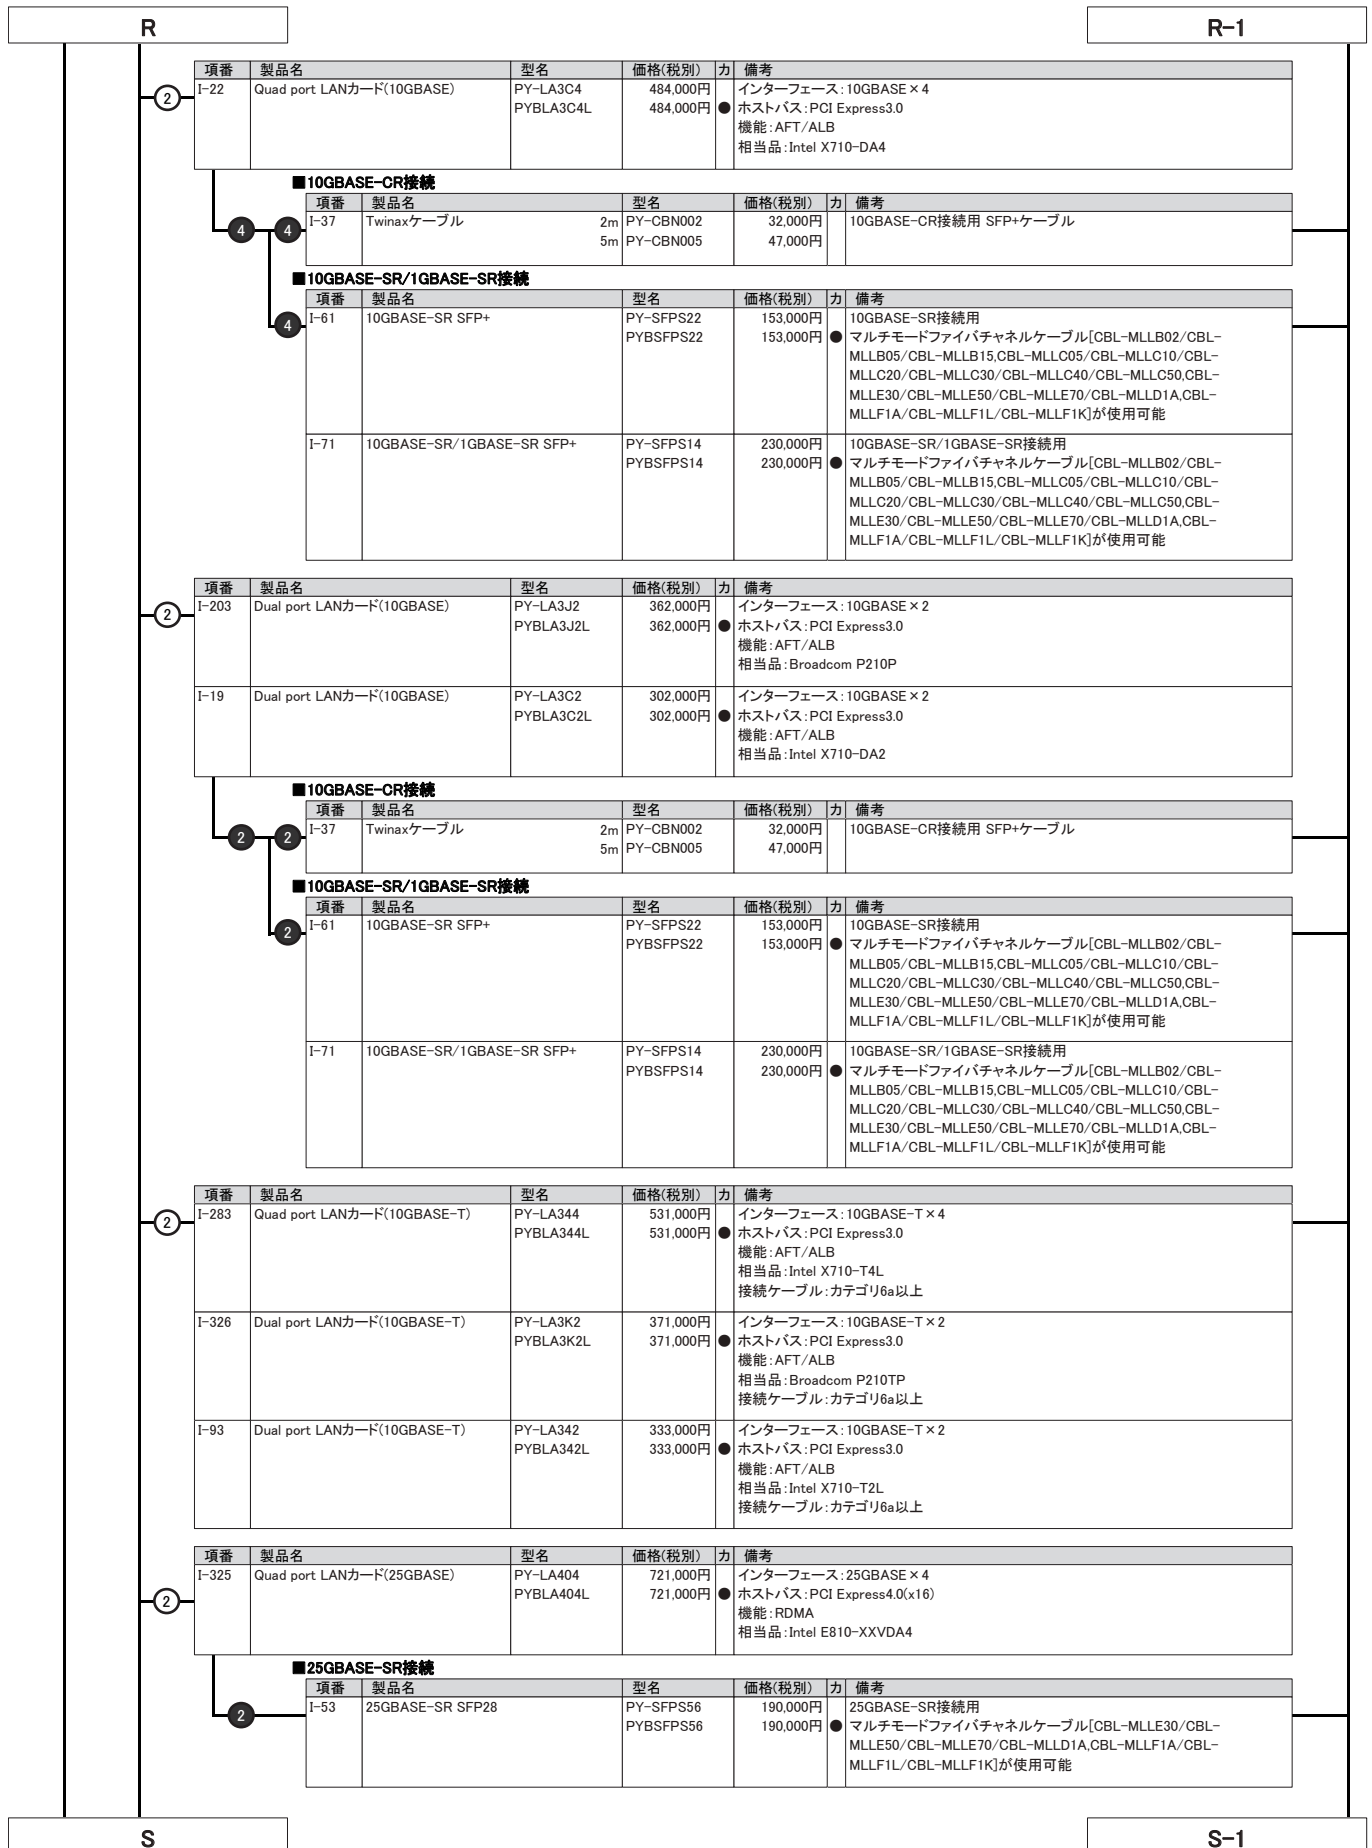 R
R-1
項番 製品名 型名 価格(税別) カ 備考
② I-22 Quad port LANカード(10GBASE) PY-LA3C4 484,000円 インターフェース:10GBASE×4
PYBLA3C4L 484,000円 ● ホストバス:PCI Express3.0
機能:AFT/ALB
相当品:Intel X710-DA4
■10GBASE-CR接続
項番 製品名 型名 価格(税別) カ 備考
4 4 I-37 Twinaxケーブル 2m PY-CBN002 32,000円 10GBASE-CR接続用 SFP+ケーブル
5m PY-CBN005 47,000円
■10GBASE-SR/1GBASE-SR接続
項番 製品名 型名 価格(税別) カ 備考
4 I-61 10GBASE-SR SFP+ PY-SFPS22 153,000円 10GBASE-SR接続用
PYBSFPS22 153,000円 ● マルチモードファイバチャネルケーブル[CBL-MLLB02/CBL-
MLLB05/CBL-MLLB15,CBL-MLLC05/CBL-MLLC10/CBL-
MLLC20/CBL-MLLC30/CBL-MLLC40/CBL-MLLC50,CBL-
MLLE30/CBL-MLLE50/CBL-MLLE70/CBL-MLLD1A,CBL-
MLLF1A/CBL-MLLF1L/CBL-MLLF1K]が使用可能
I-71 10GBASE-SR/1GBASE-SR SFP+ PY-SFPS14 230,000円 10GBASE-SR/1GBASE-SR接続用
PYBSFPS14 230,000円 ● マルチモードファイバチャネルケーブル[CBL-MLLB02/CBL-
MLLB05/CBL-MLLB15,CBL-MLLC05/CBL-MLLC10/CBL-
MLLC20/CBL-MLLC30/CBL-MLLC40/CBL-MLLC50,CBL-
MLLE30/CBL-MLLE50/CBL-MLLE70/CBL-MLLD1A,CBL-
MLLF1A/CBL-MLLF1L/CBL-MLLF1K]が使用可能
項番 製品名 型名 価格(税別) カ 備考
② I-203 Dual port LANカード(10GBASE) PY-LA3J2 362,000円 インターフェース:10GBASE×2
PYBLA3J2L 362,000円 ● ホストバス:PCI Express3.0
機能:AFT/ALB
相当品:Broadcom P210P
I-19 Dual port LANカード(10GBASE) PY-LA3C2 302,000円 インターフェース:10GBASE×2
PYBLA3C2L 302,000円 ● ホストバス:PCI Express3.0
機能:AFT/ALB
相当品:Intel X710-DA2
■10GBASE-CR接続
項番 製品名 型名 価格(税別) カ 備考
2 2 I-37 Twinaxケーブル 2m PY-CBN002 32,000円 10GBASE-CR接続用 SFP+ケーブル
5m PY-CBN005 47,000円
■10GBASE-SR/1GBASE-SR接続
項番 製品名 型名 価格(税別) カ 備考
2 I-61 10GBASE-SR SFP+ PY-SFPS22 153,000円 10GBASE-SR接続用
PYBSFPS22 153,000円 ● マルチモードファイバチャネルケーブル[CBL-MLLB02/CBL-
MLLB05/CBL-MLLB15,CBL-MLLC05/CBL-MLLC10/CBL-
MLLC20/CBL-MLLC30/CBL-MLLC40/CBL-MLLC50,CBL-
MLLE30/CBL-MLLE50/CBL-MLLE70/CBL-MLLD1A,CBL-
MLLF1A/CBL-MLLF1L/CBL-MLLF1K]が使用可能
I-71 10GBASE-SR/1GBASE-SR SFP+ PY-SFPS14 230,000円 10GBASE-SR/1GBASE-SR接続用
PYBSFPS14 230,000円 ● マルチモードファイバチャネルケーブル[CBL-MLLB02/CBL-
MLLB05/CBL-MLLB15,CBL-MLLC05/CBL-MLLC10/CBL-
MLLC20/CBL-MLLC30/CBL-MLLC40/CBL-MLLC50,CBL-
MLLE30/CBL-MLLE50/CBL-MLLE70/CBL-MLLD1A,CBL-
MLLF1A/CBL-MLLF1L/CBL-MLLF1K]が使用可能
項番 製品名 型名 価格(税別) カ 備考
② I-283 Quad port LANカード(10GBASE-T) PY-LA344 531,000円 インターフェース:10GBASE-T×4
PYBLA344L 531,000円 ● ホストバス:PCI Express3.0
機能:AFT/ALB
相当品:Intel X710-T4L
接続ケーブル:カテゴリ6a以上
I-326 Dual port LANカード(10GBASE-T) PY-LA3K2 371,000円 インターフェース:10GBASE-T×2
PYBLA3K2L 371,000円 ● ホストバス:PCI Express3.0
機能:AFT/ALB
相当品:Broadcom P210TP
接続ケーブル:カテゴリ6a以上
I-93 Dual port LANカード(10GBASE-T) PY-LA342 333,000円 インターフェース:10GBASE-T×2
PYBLA342L 333,000円 ● ホストバス:PCI Express3.0
機能:AFT/ALB
相当品:Intel X710-T2L
接続ケーブル:カテゴリ6a以上
項番 製品名 型名 価格(税別) カ 備考
② I-325 Quad port LANカード(25GBASE) PY-LA404 721,000円 インターフェース:25GBASE×4
PYBLA404L 721,000円 ● ホストバス:PCI Express4.0(x16)
機能:RDMA
相当品:Intel E810-XXVDA4
■25GBASE-SR接続
項番 製品名 型名 価格(税別) カ 備考
2 I-53 25GBASE-SR SFP28 PY-SFPS56 190,000円 25GBASE-SR接続用
PYBSFPS56 190,000円 ● マルチモードファイバチャネルケーブル[CBL-MLLE30/CBL-
MLLE50/CBL-MLLE70/CBL-MLLD1A,CBL-MLLF1A/CBL-
MLLF1L/CBL-MLLF1K]が使用可能
S
S-1